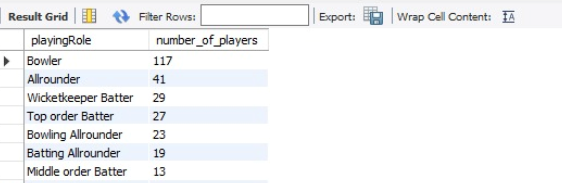 Result Grid Filter Rows: Export: Wrap Cell Content: IA
playingRole number_of_players
Bowler 117
Allrounder 41
Wicketkeeper Batter 29
Top order Batter 27
Bowling Allrounder 23
Batting Allrounder 19
Middle order Batter 13